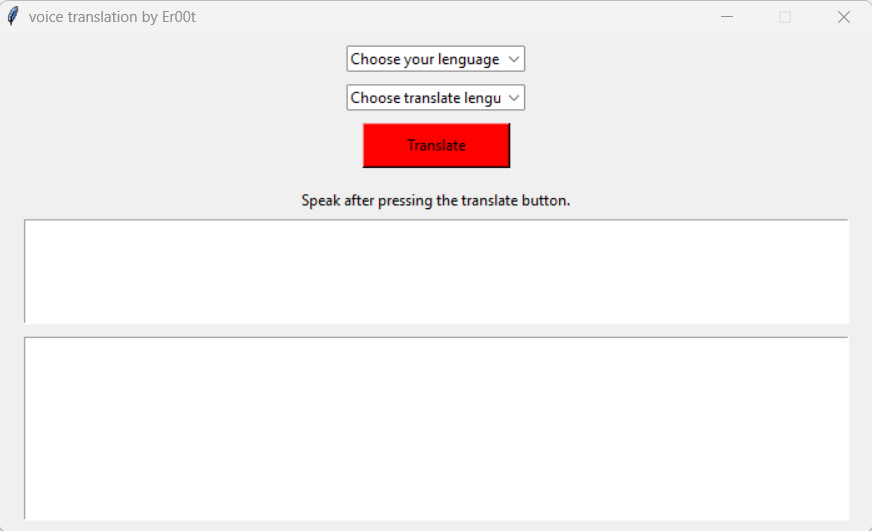 voice translation by Er00t
Choose your lenguage
Choose translate lengu
Translate
Speak after pressing the translate button.